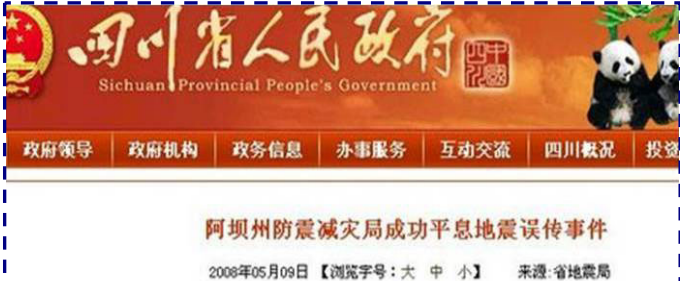 四川省人民政府
中國四川
Sichuan Provincial People's Government
政府领导 政府机构 政务信息 办事服务 互动交流 四川概况 投资
阿坝州防震减灾局成功平息地震误传事件
2008年05月09日 【浏览字号:大 中 小】 来源:省地震局